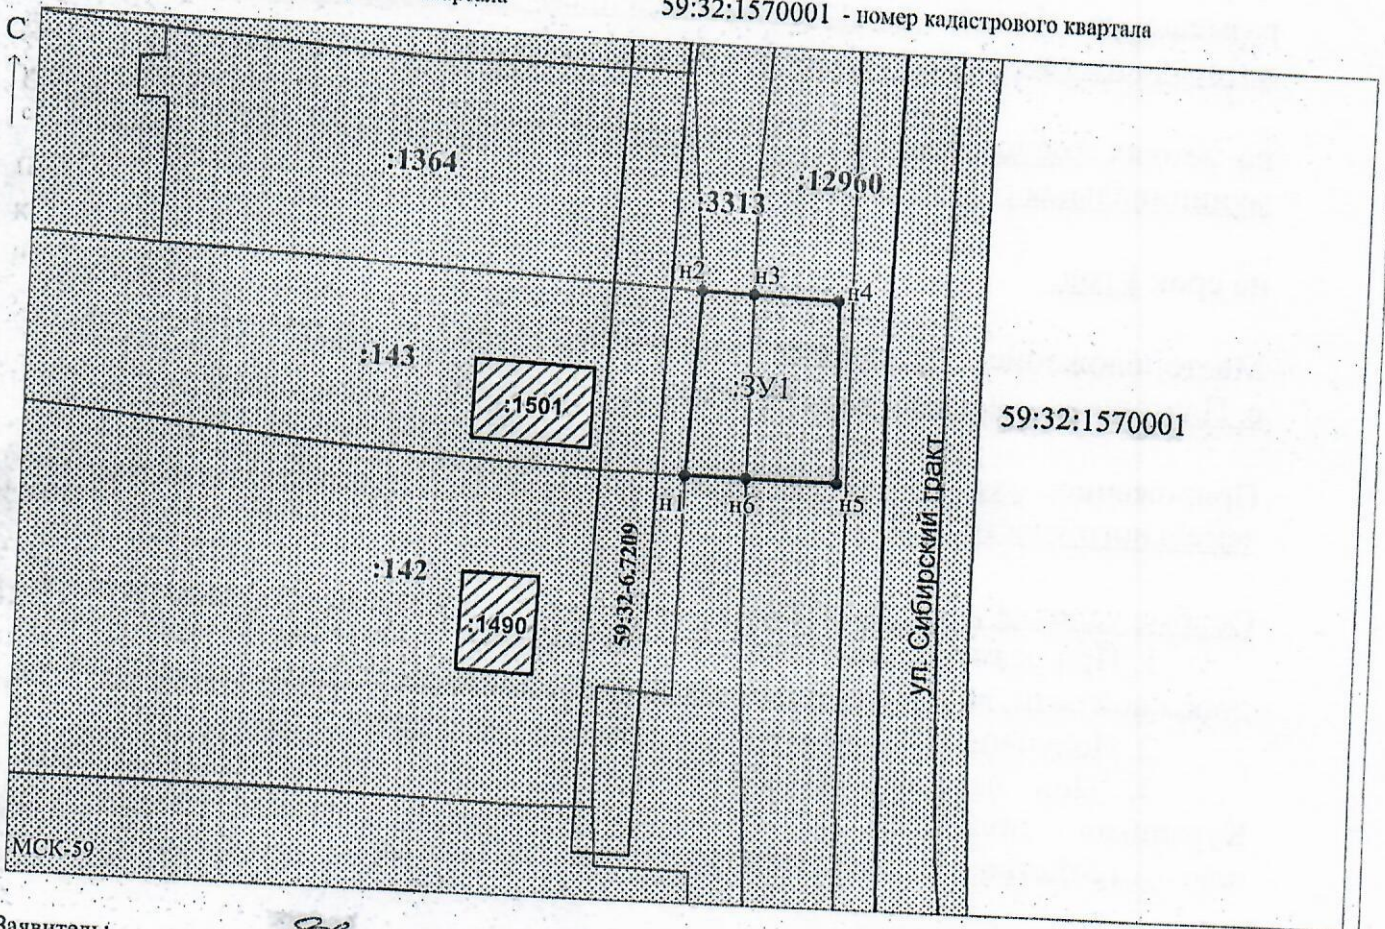 59:32:1570001 - номер кадастрового квартала
С
:1364
:12960
:3313
н2
н3
н4
:143
:1501
:ЗУ1
59:32:1570001
н1
н6
н5
:142
:1490
59:32-6.7209
ул. Сибирский тракт
МСК-59